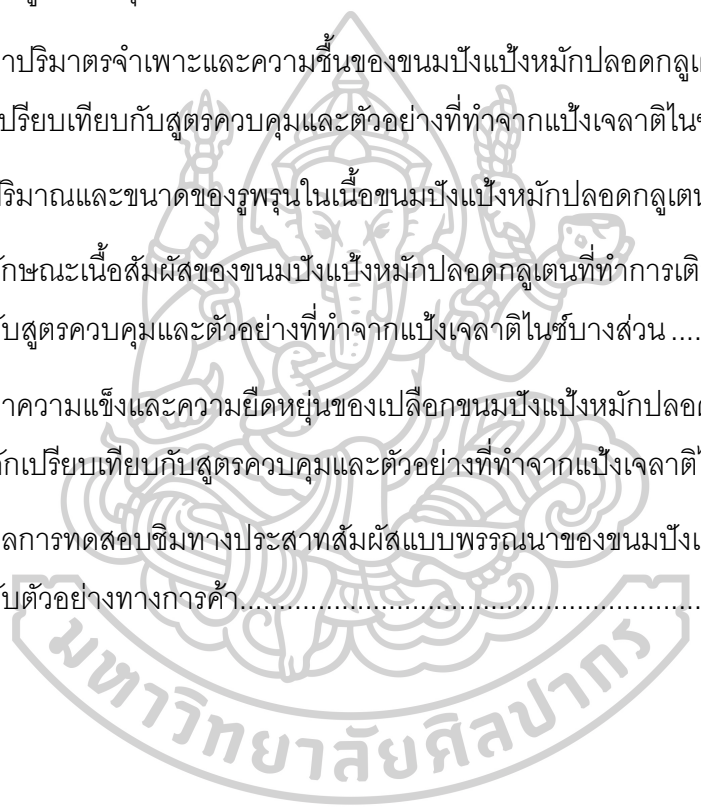 าปริมาตรจำเพาะและความชื้นของขนมปังแป้งหมักปลอดกลูเ
เปรียบเทียบกับสูตรควบคุมและตัวอย่างที่ทำจากแป้งเจลาติไนซ
ปริมาณและขนาดของรูพรุนในเนื้อขนมปังแป้งหมักปลอดกลูเตน
ักษณะเนื้อสัมผัสของขนมปังแป้งหมักปลอดกลูเตนที่ทำการเติ
ับสูตรควบคุมและตัวอย่างที่ทำจากแป้งเจลาติไนซ์บางส่วน ....
าความแข็งและความยืดหยุ่นของเปลือกขนมปังแป้งหมักปลอด
ักเปรียบเทียบกับสูตรควบคุมและตัวอย่างที่ทำจากแป้งเจลาติไ
ลการทดสอบชิมทางประสาทสัมผัสแบบพรรณนาของขนมปังแ
ับตัวอย่างทางการค้า............................................................
มหาวิทยาลัยศิลปากร